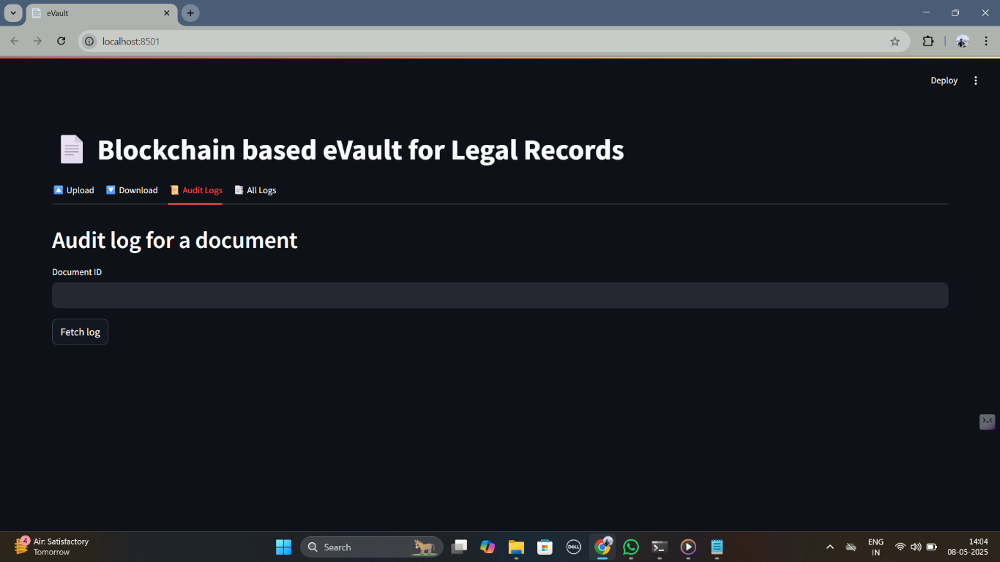 eVault
localhost:8501
Deploy
Blockchain based eVault for Legal Records
Upload Download Audit Logs All Logs
Audit log for a document
Document ID
Fetch log
>_<
4
Air: Satisfactory
Tomorrow
Search
DELL
ENG
IN
14:04
08-05-2025